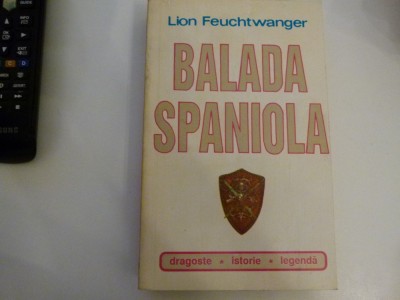 Lion Feuchtwanger
BALADA
SPANIOLA
dragoste • istorie • legendă